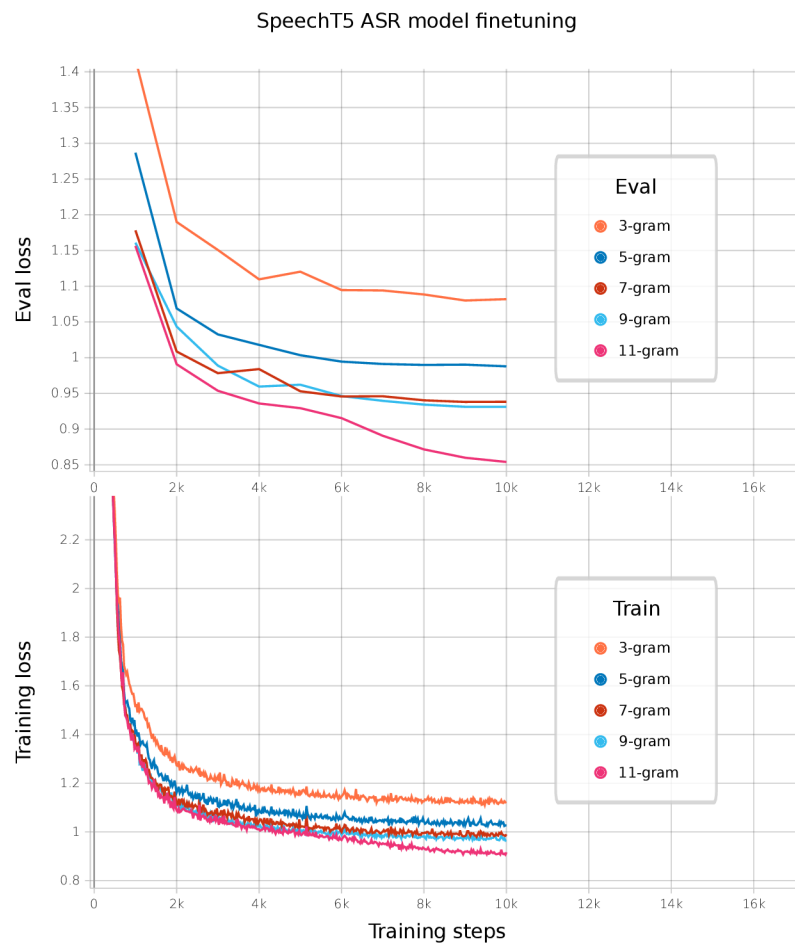 SpeechT5 ASR model finetuning
1.4
1.35
1.3
1.25
1.2
1.15
1.1
1.05
1
0.95
0.9
0.85
Eval loss
Eval
3-gram
5-gram
7-gram
9-gram
11-gram
0 2k 4k 6k 8k 10k 12k 14k 16k
2.2
2
1.8
1.6
1.4
1.2
1
0.8
Training loss
Train
3-gram
5-gram
7-gram
9-gram
11-gram
0 2k 4k 6k 8k 10k 12k 14k 16k
Training steps